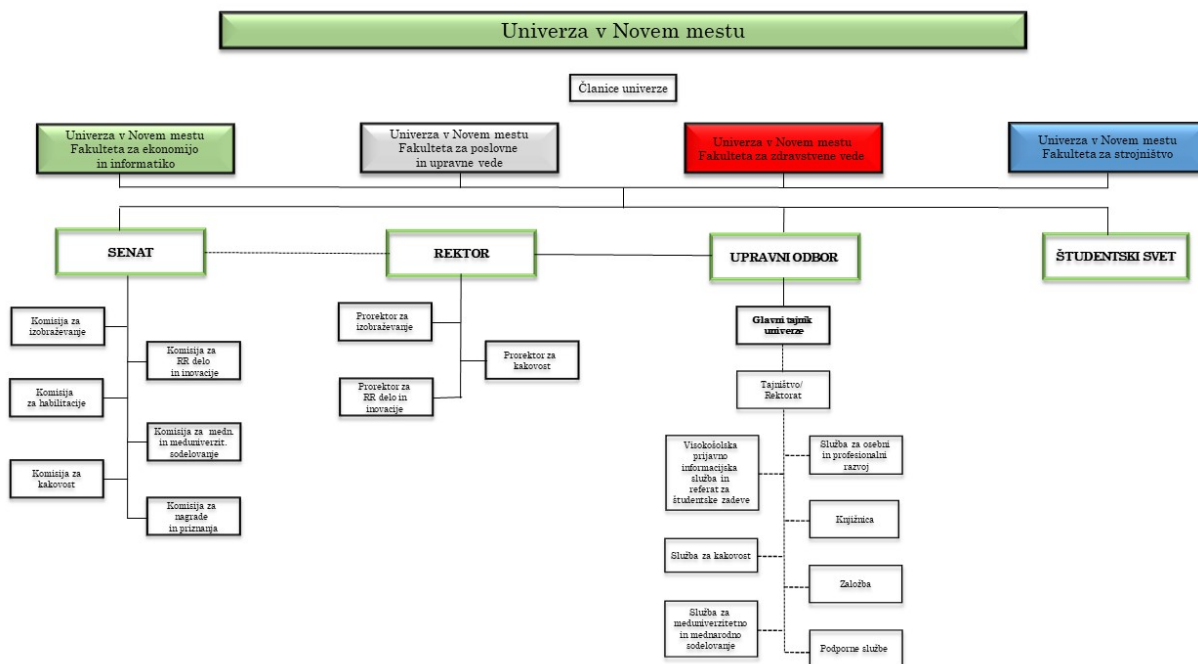 Univerza v Novem mestu
Članice univerze
Univerza v Novem mestu
Fakulteta za ekonomijo
in informatiko
Univerza v Novem mestu
Fakulteta za poslovne
in upravne vede
Univerza v Novem mestu
Fakulteta za zdravstvene vede
Univerza v Novem mestu
Fakulteta za strojništvo
SENAT
REKTOR
UPRAVNI ODBOR
ŠTUDENTSKI SVET
Komisija za
izobraževanje
Komisija za
RR delo
in inovacije
Komisija
za habilitacije
Komisija za medn.
in meduniverzit.
sodelovanje
Komisija za
kakovost
Komisija za
nagrade
in priznanja
Prorektor za
izobraževanje
Prorektor za
kakovost
Prorektor za
RR delo in
inovacije
Glavni tajnik
univerze
Tajništvo/
Rektorat
Visokošolska
prijavno
informacijska
služba in
referat za
študentske zadeve
Služba za osebni
in profesionalni
razvoj
Knjižnica
Služba za kakovost
Založba
Služba za
meduniverzitetno
in mednarodno
sodelovanje
Podporne službe